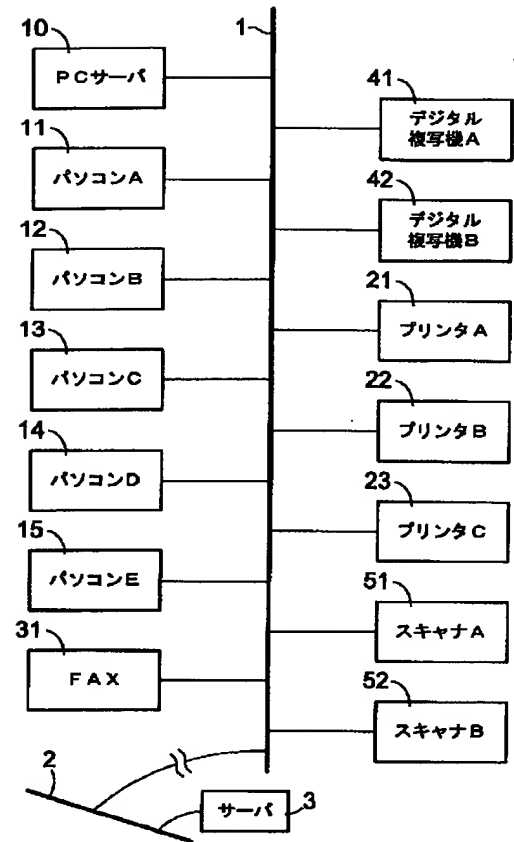 10
PCサーバ
11
パソコンA
12
パソコンB
13
パソコンC
14
パソコンD
15
パソコンE
31
FAX
1
41
デジタル
複写機A
42
デジタル
複写機B
21
プリンタA
22
プリンタB
23
プリンタC
51
スキャナA
52
スキャナB
2
サーバ
3